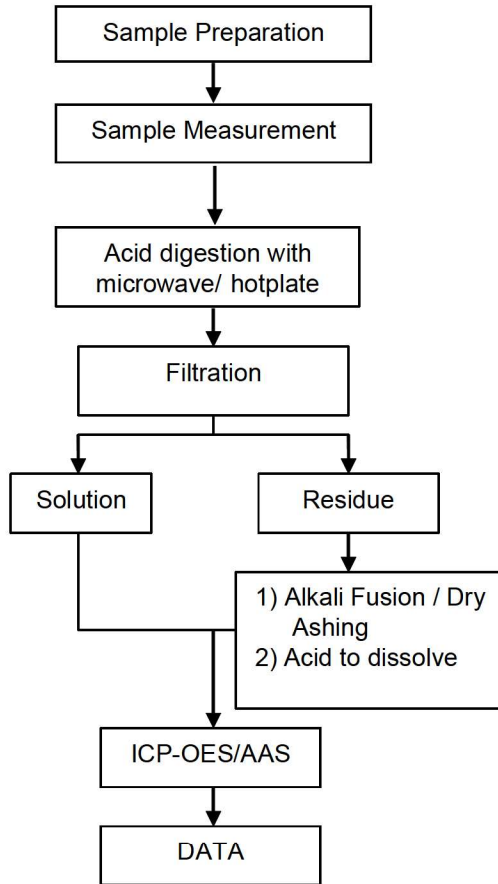 Sample Preparation
Sample Measurement
Acid digestion with
microwave/ hotplate
Filtration
Solution
Residue
1) Alkali Fusion / Dry
Ashing
2) Acid to dissolve
ICP-OES/AAS
DATA